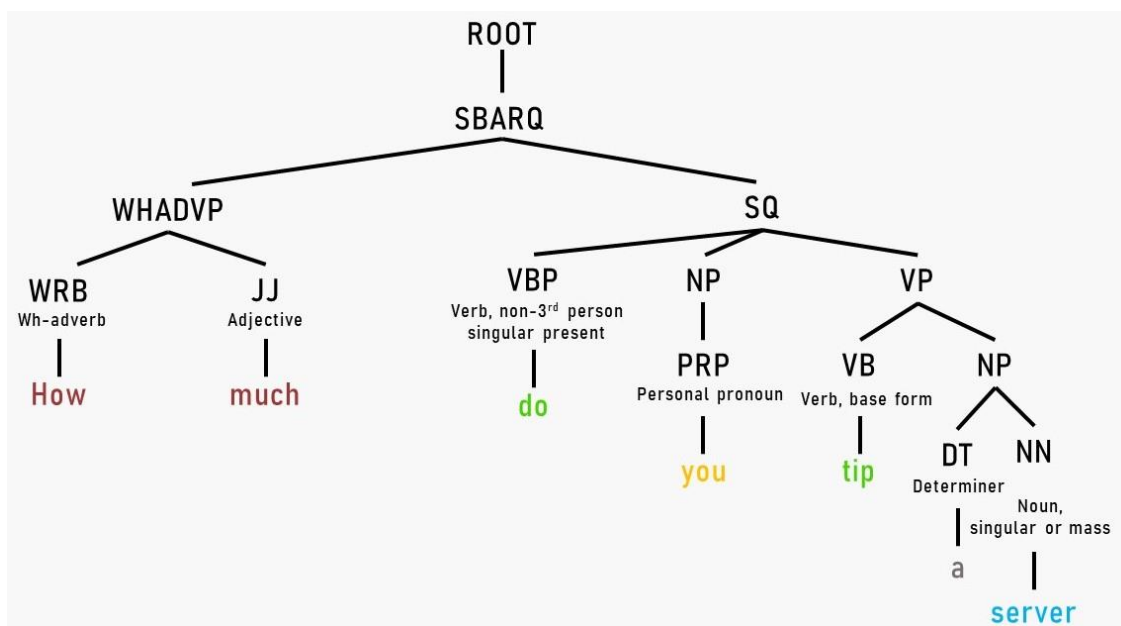 ROOT
SBARQ
WHADVP
SQ
WRB
Wh-adverb
How
JJ
Adjective
much
VBP
Verb, non-3rd person
singular present
do
NP
PRP
Personal pronoun
you
VP
VB
Verb, base form
tip
NP
DT
Determiner
a
NN
Noun,
singular or mass
server